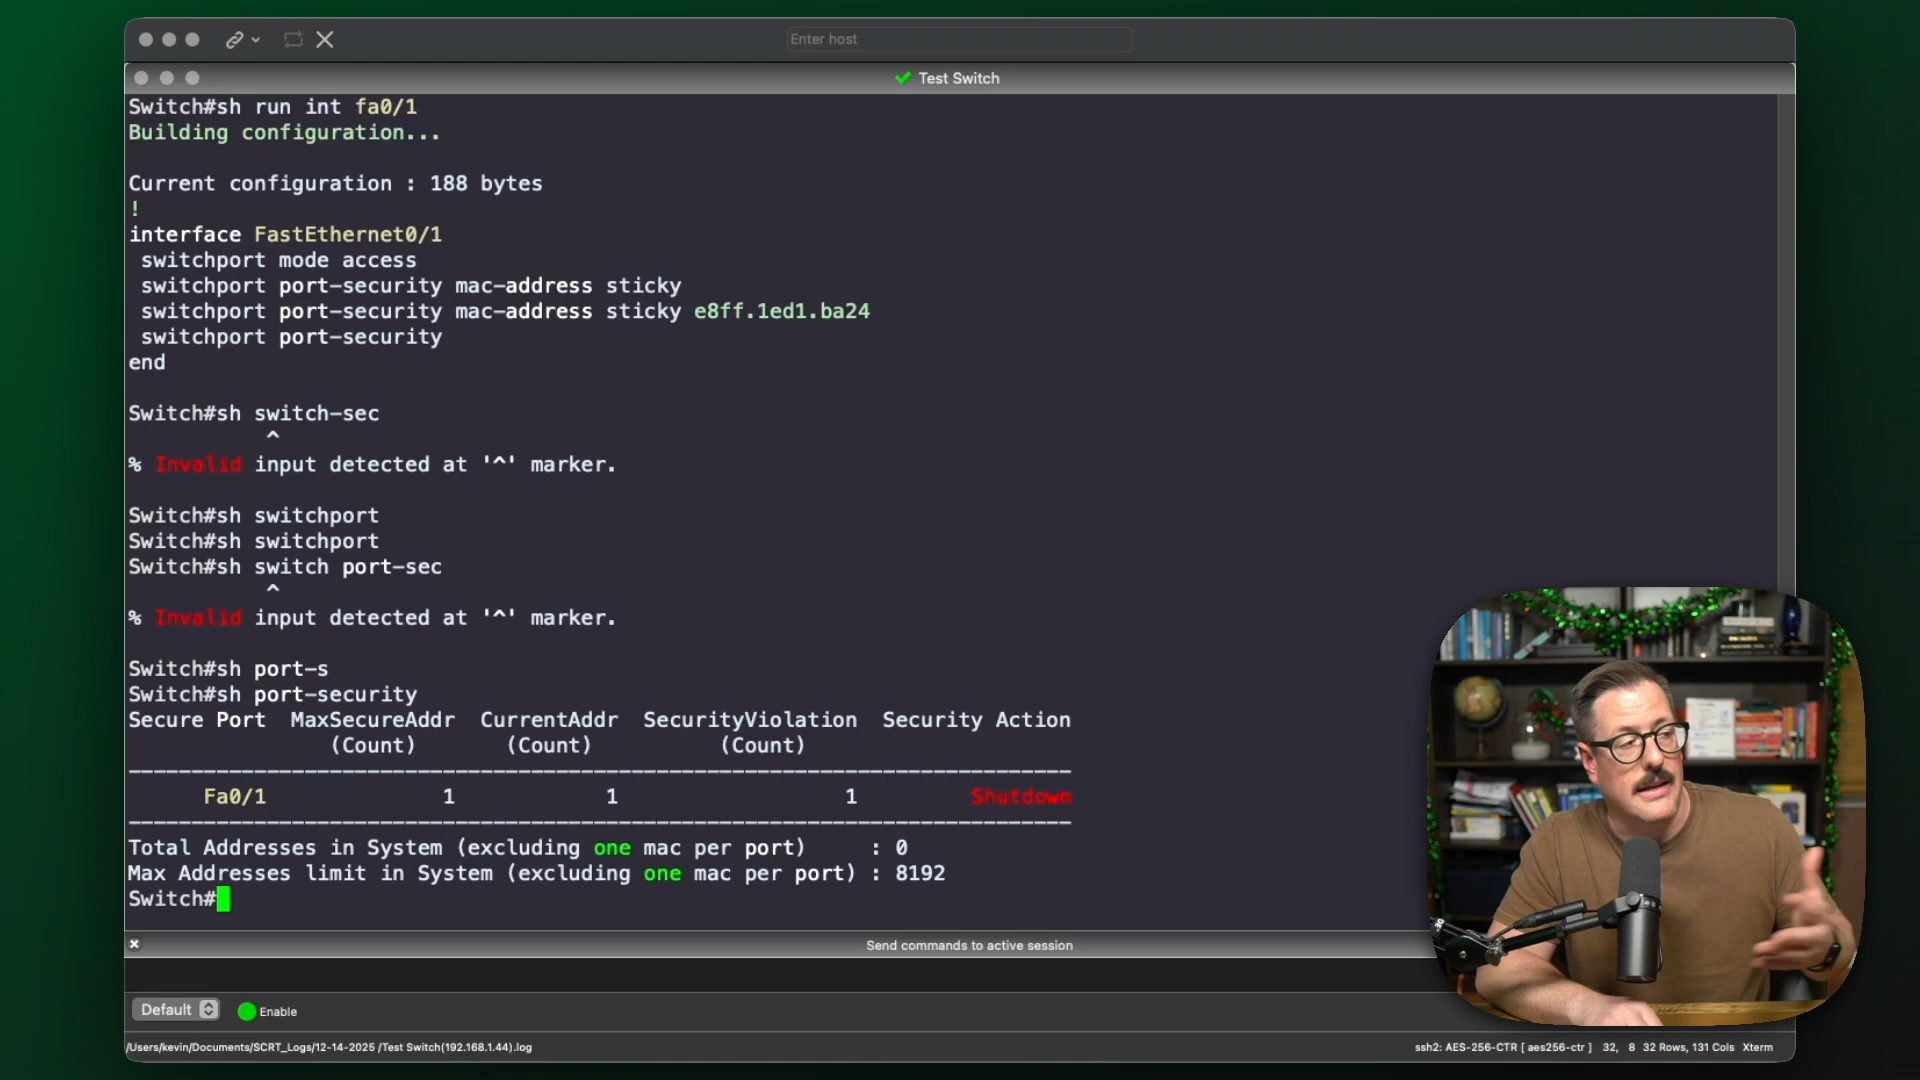 Enter host
Test Switch
Switch#sh run int fa0/1
Building configuration...
Current configuration : 188 bytes
!
interface FastEthernet0/1
switchport mode access
switchport port-security mac-address sticky
switchport port-security mac-address sticky e8ff.1ed1.ba24
switchport port-security
end
Switch#sh switch-sec
^
% Invalid input detected at '^' marker.
Switch#sh switchport
Switch#sh switchport
Switch#sh switch port-sec
^
% Invalid input detected at '^' marker.
Switch#sh port-s
Switch#sh port-security
Secure Port MaxSecureAddr CurrentAddr SecurityViolation Security Action
(Count) (Count) (Count)
---------------------------------------------------------------------------
Fa0/1 1 1 1 Shutdown
---------------------------------------------------------------------------
Total Addresses in System (excluding one mac per port) : 0
Max Addresses limit in System (excluding one mac per port) : 8192
Switch#
Send commands to active session
Default Enable
/Users/kevin/Documents/SCRT_Logs/12-14-2025 /Test Switch(192.168.1.44).log
ssh2: AES-256-CTR [ aes256-ctr ] 32, 8 32 Rows, 131 Cols Xterm